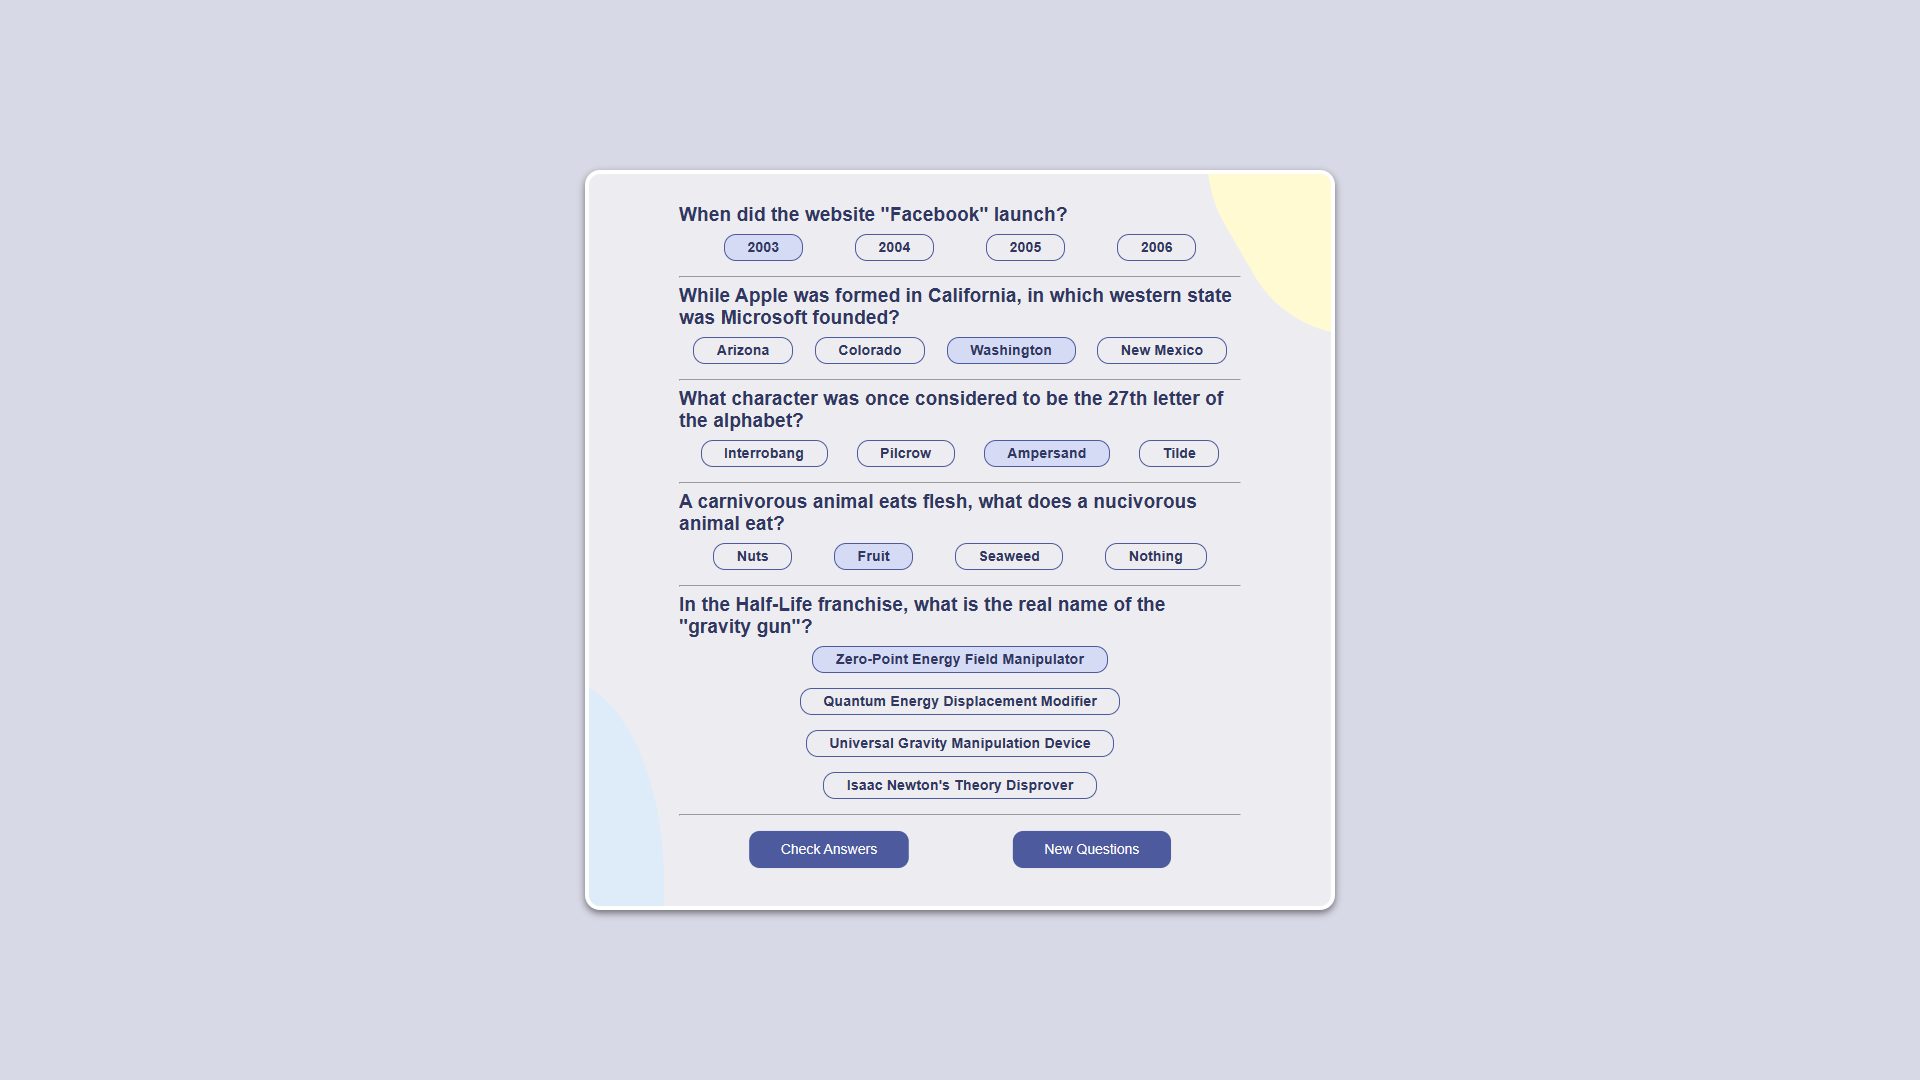 When did the website "Facebook" launch?
2003 2004 2005 2006
While Apple was formed in California, in which western state
was Microsoft founded?
Arizona Colorado Washington New Mexico
What character was once considered to be the 27th letter of
the alphabet?
Interrobang Pilcrow Ampersand Tilde
A carnivorous animal eats flesh, what does a nucivorous
animal eat?
Nuts Fruit Seaweed Nothing
In the Half-Life franchise, what is the real name of the
"gravity gun"?
Zero-Point Energy Field Manipulator
Quantum Energy Displacement Modifier
Universal Gravity Manipulation Device
Isaac Newton's Theory Disprover
Check Answers New Questions